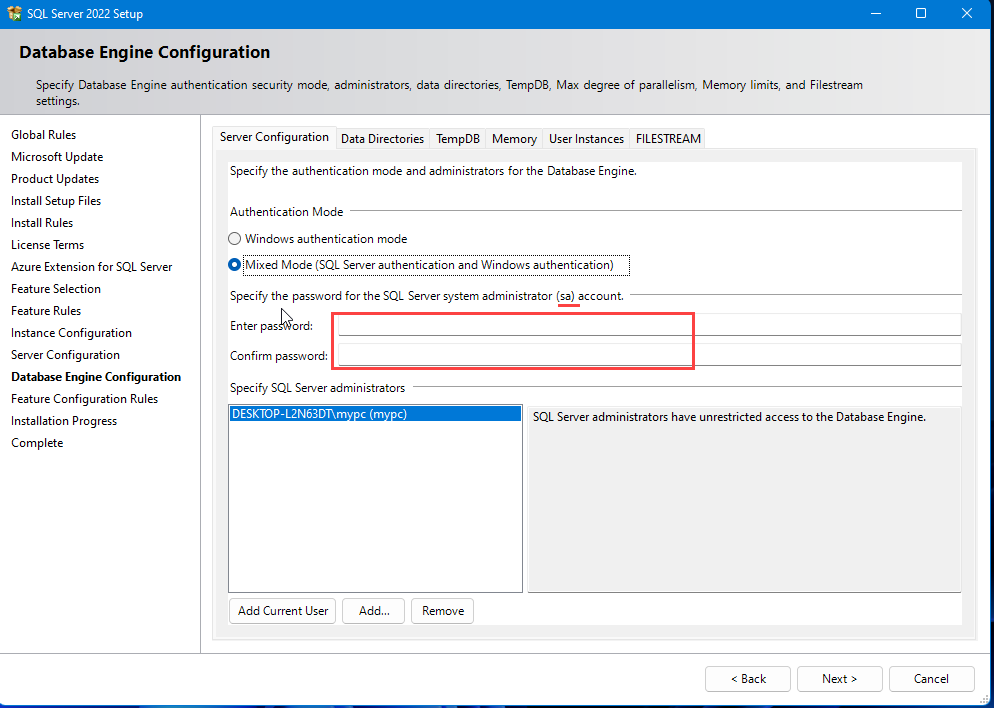 SQL Server 2022 Setup
Database Engine Configuration
Specify Database Engine authentication security mode, administrators, data directories, TempDB, Max degree of parallelism, Memory limits, and Filestream
settings.
Global Rules
Microsoft Update
Product Updates
Install Setup Files
Install Rules
License Terms
Azure Extension for SQL Server
Feature Selection
Feature Rules
Instance Configuration
Server Configuration
Database Engine Configuration
Feature Configuration Rules
Installation Progress
Complete
Server Configuration Data Directories TempDB Memory User Instances FILESTREAM
Specify the authentication mode and administrators for the Database Engine.
Authentication Mode
Windows authentication mode
Mixed Mode (SQL Server authentication and Windows authentication)
Specify the password for the SQL Server system administrator (sa) account.
Enter password:
Confirm password:
Specify SQL Server administrators
DESKTOP-L2N63DT\mypc (mypc)
SQL Server administrators have unrestricted access to the Database Engine.
Add Current User Add... Remove
< Back Next > Cancel